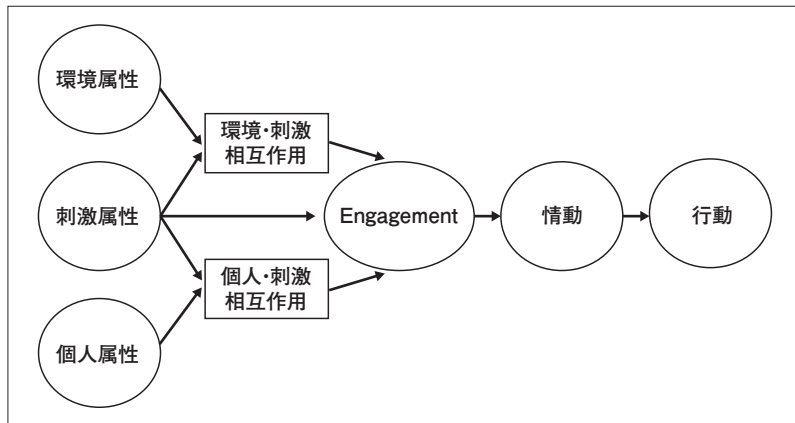 環境属性
環境・刺激
相互作用
刺激属性
Engagement
情動
行動
個人・刺激
相互作用
個人属性